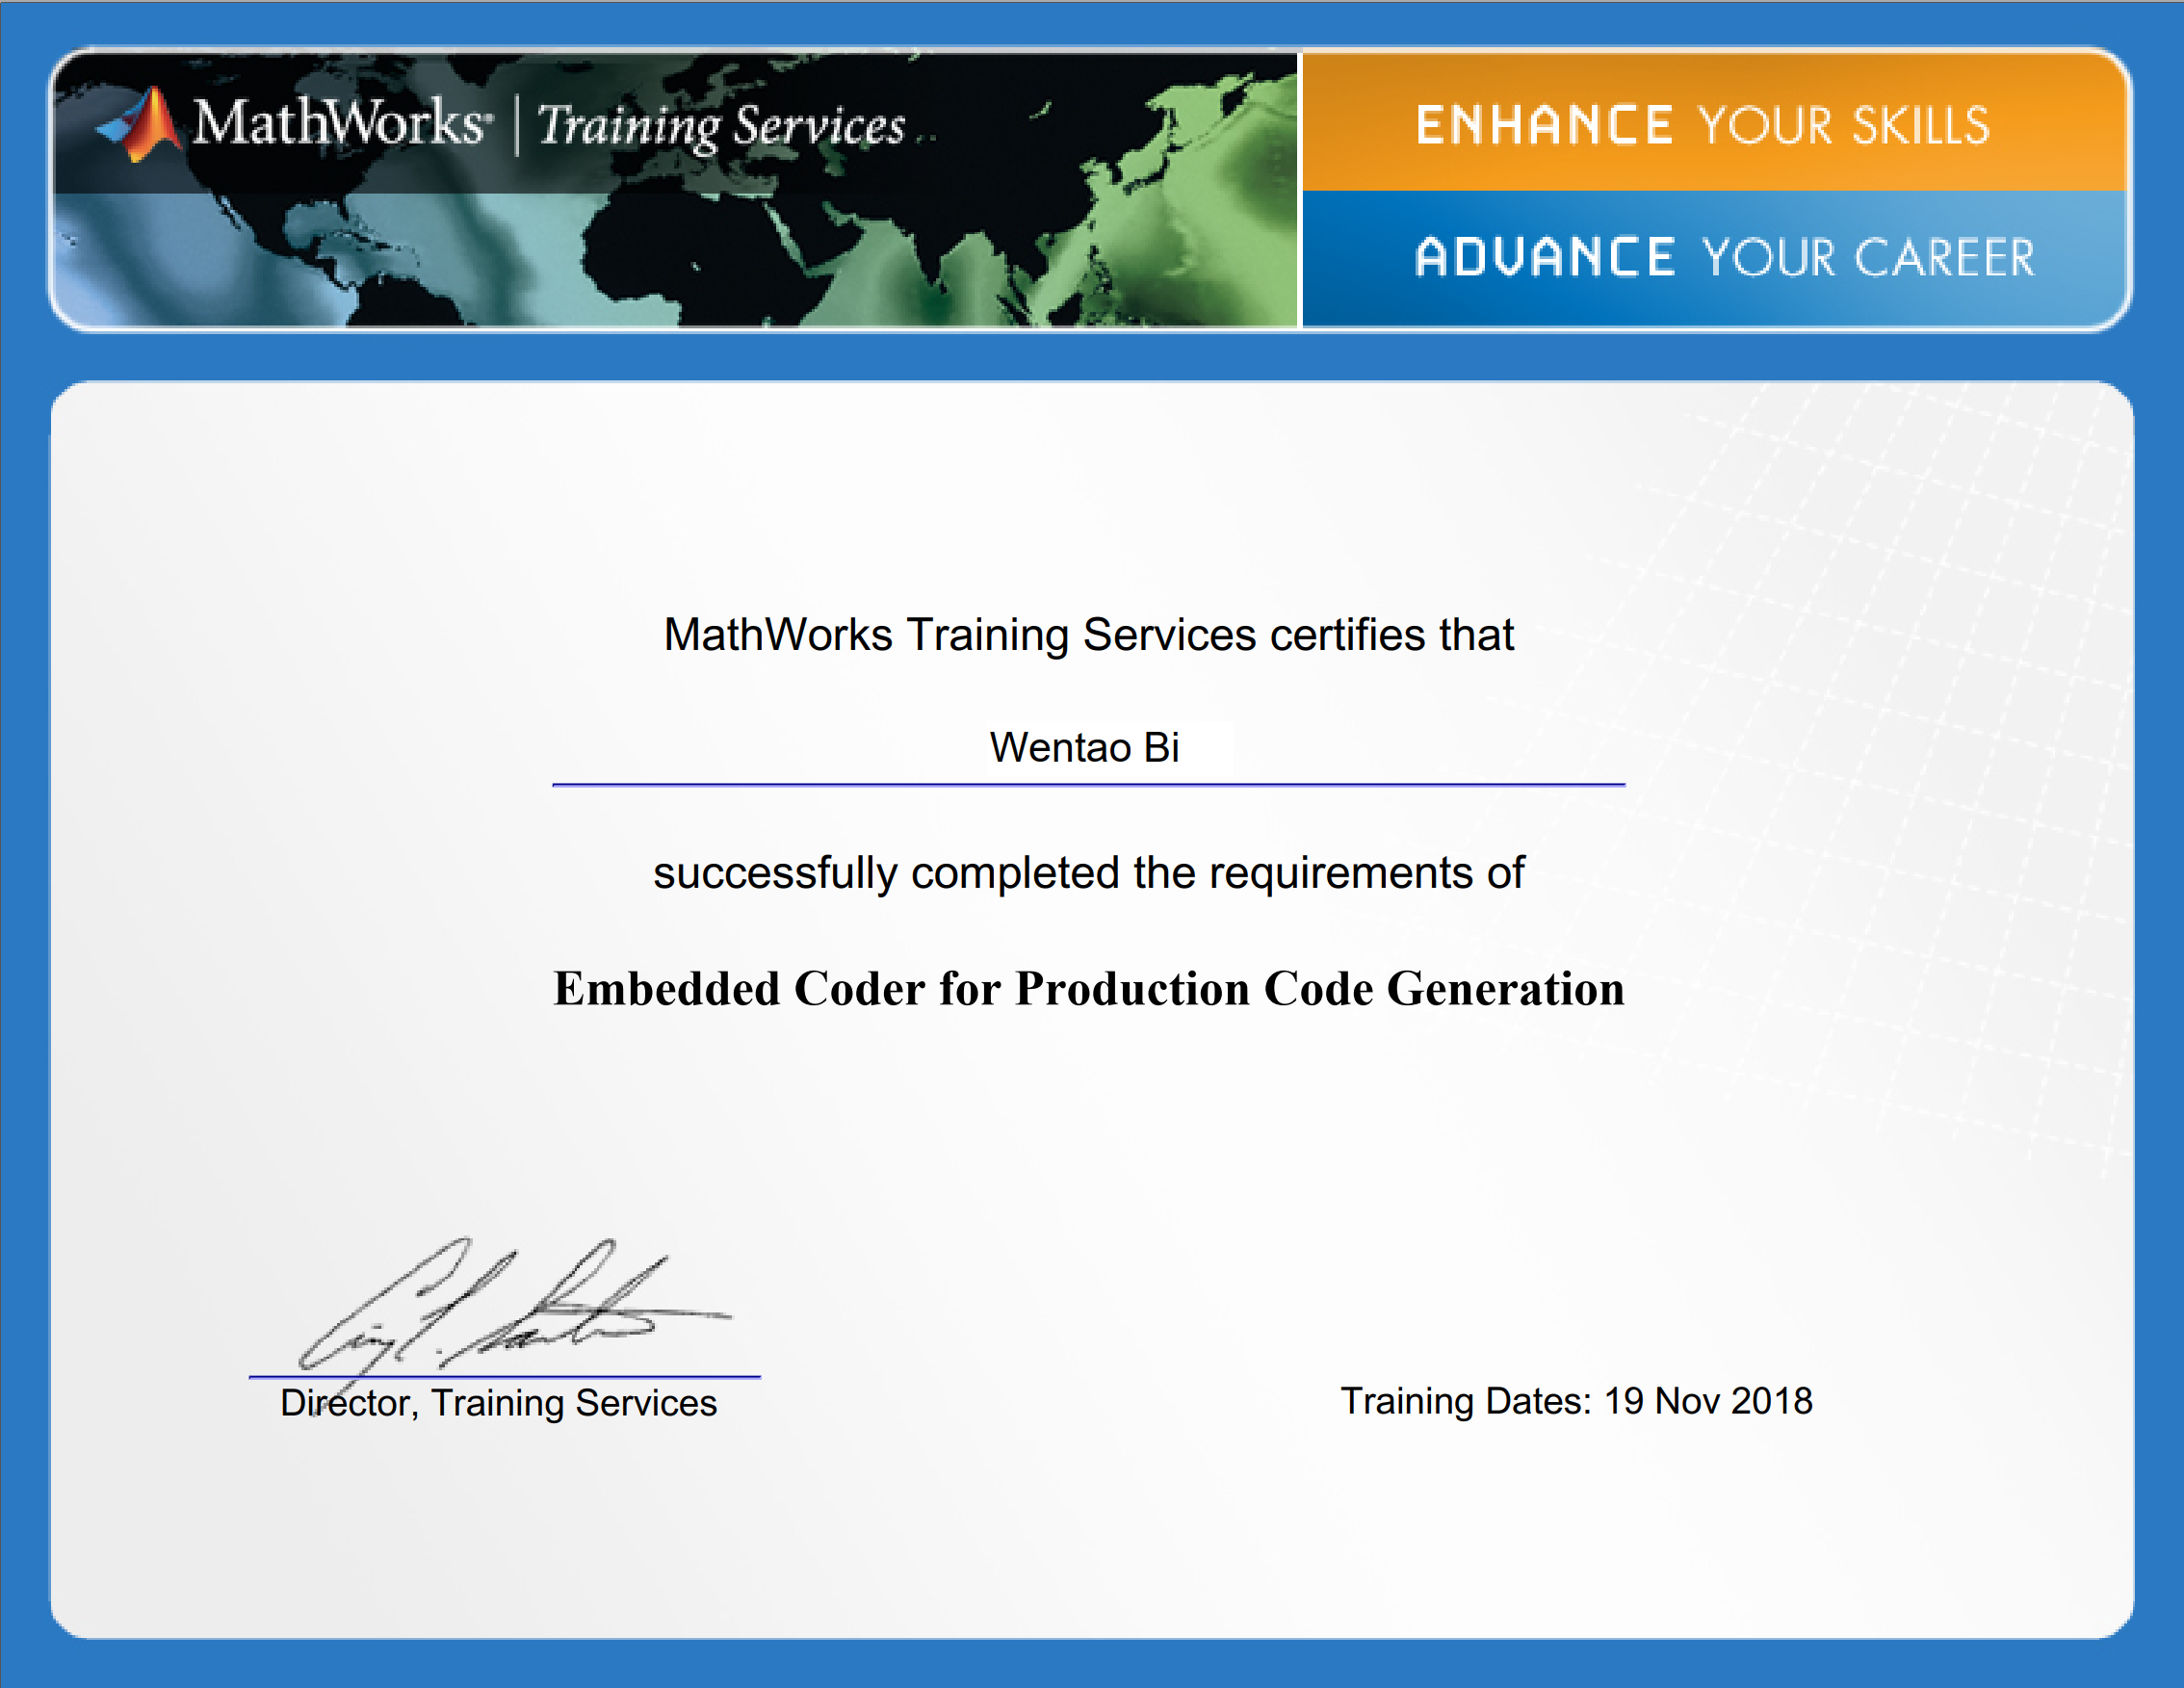 MathWorks® | Training Services
ENHANCE YOUR SKILLS
ADVANCE YOUR CAREER
MathWorks Training Services certifies that
Wentao Bi
successfully completed the requirements of
Embedded Coder for Production Code Generation
Director, Training Services
Training Dates: 19 Nov 2018